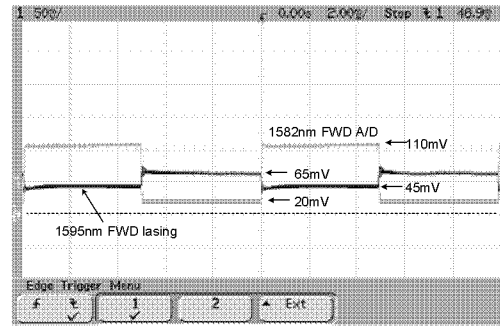 1 50%/ 0.00s 2.00%/ Stop 1 46.9%
1582nm FWD A/D
110mV
65mV
45mV
20mV
1595nm FWD lasing
Edge Trigger Menu
1 2 Ext